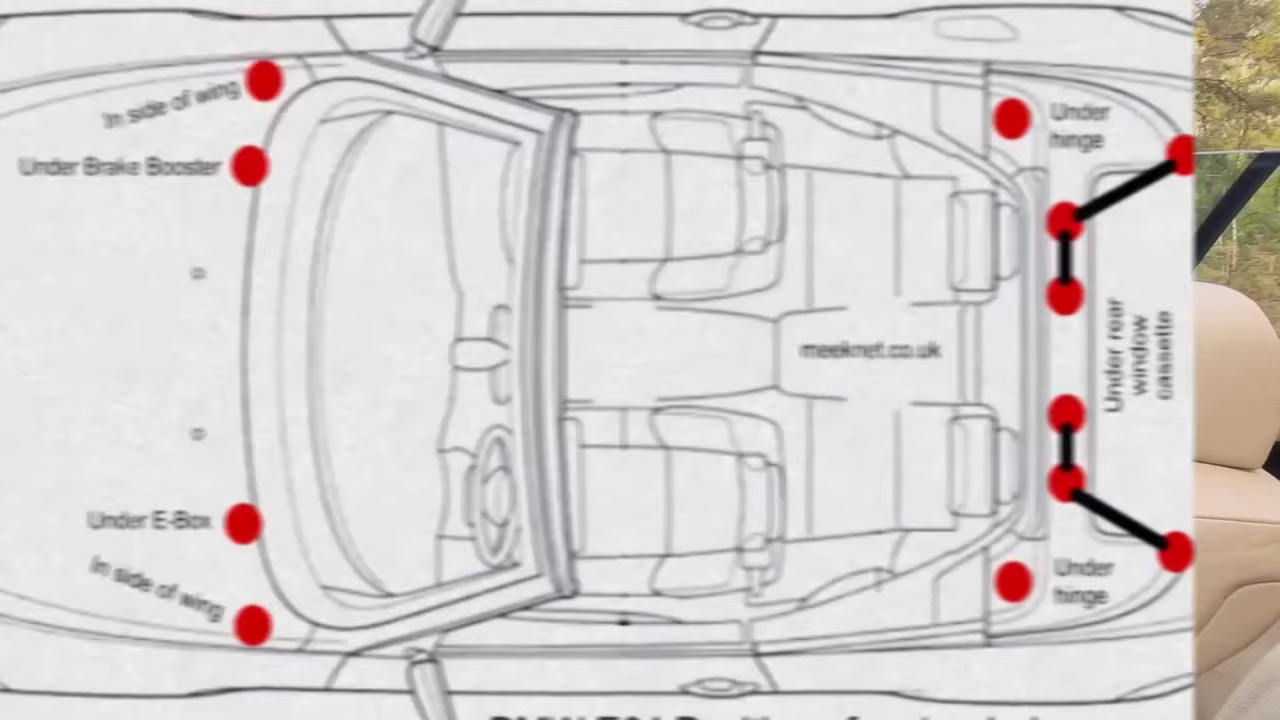 In side of wing
Under Brake Booster
Under
hinge
Under rear
window
cassette
meeknet.co.uk
Under E-Box
In side of wing
Under
hinge